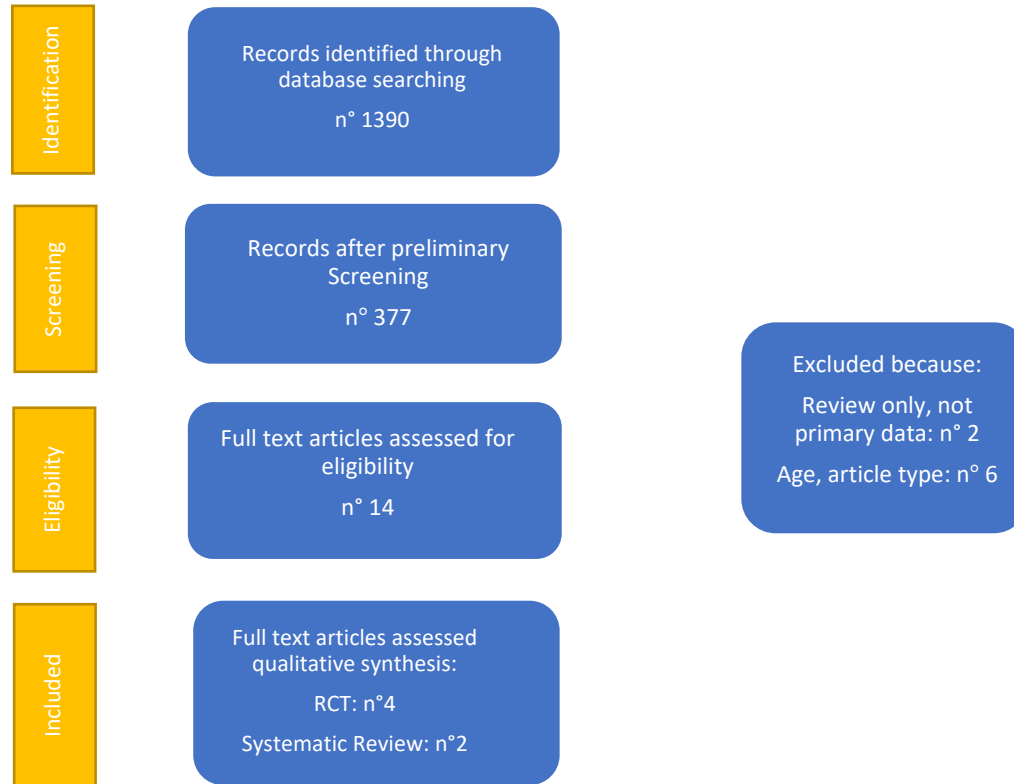 Identification
Records identified through
database searching
n° 1390
Screening
Records after preliminary
Screening
n° 377
Excluded because:
Review only, not
primary data: n° 2
Age, article type: n° 6
Eligibility
Full text articles assessed for
eligibility
n° 14
Included
Full text articles assessed
qualitative synthesis:
RCT: n°4
Systematic Review: n°2